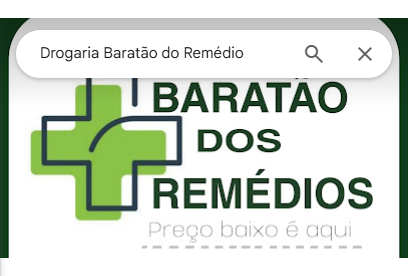 Drogaria Baratão do Remédio
BARATÃO
DOS
REMÉDIOS
Preço baixo é aqui